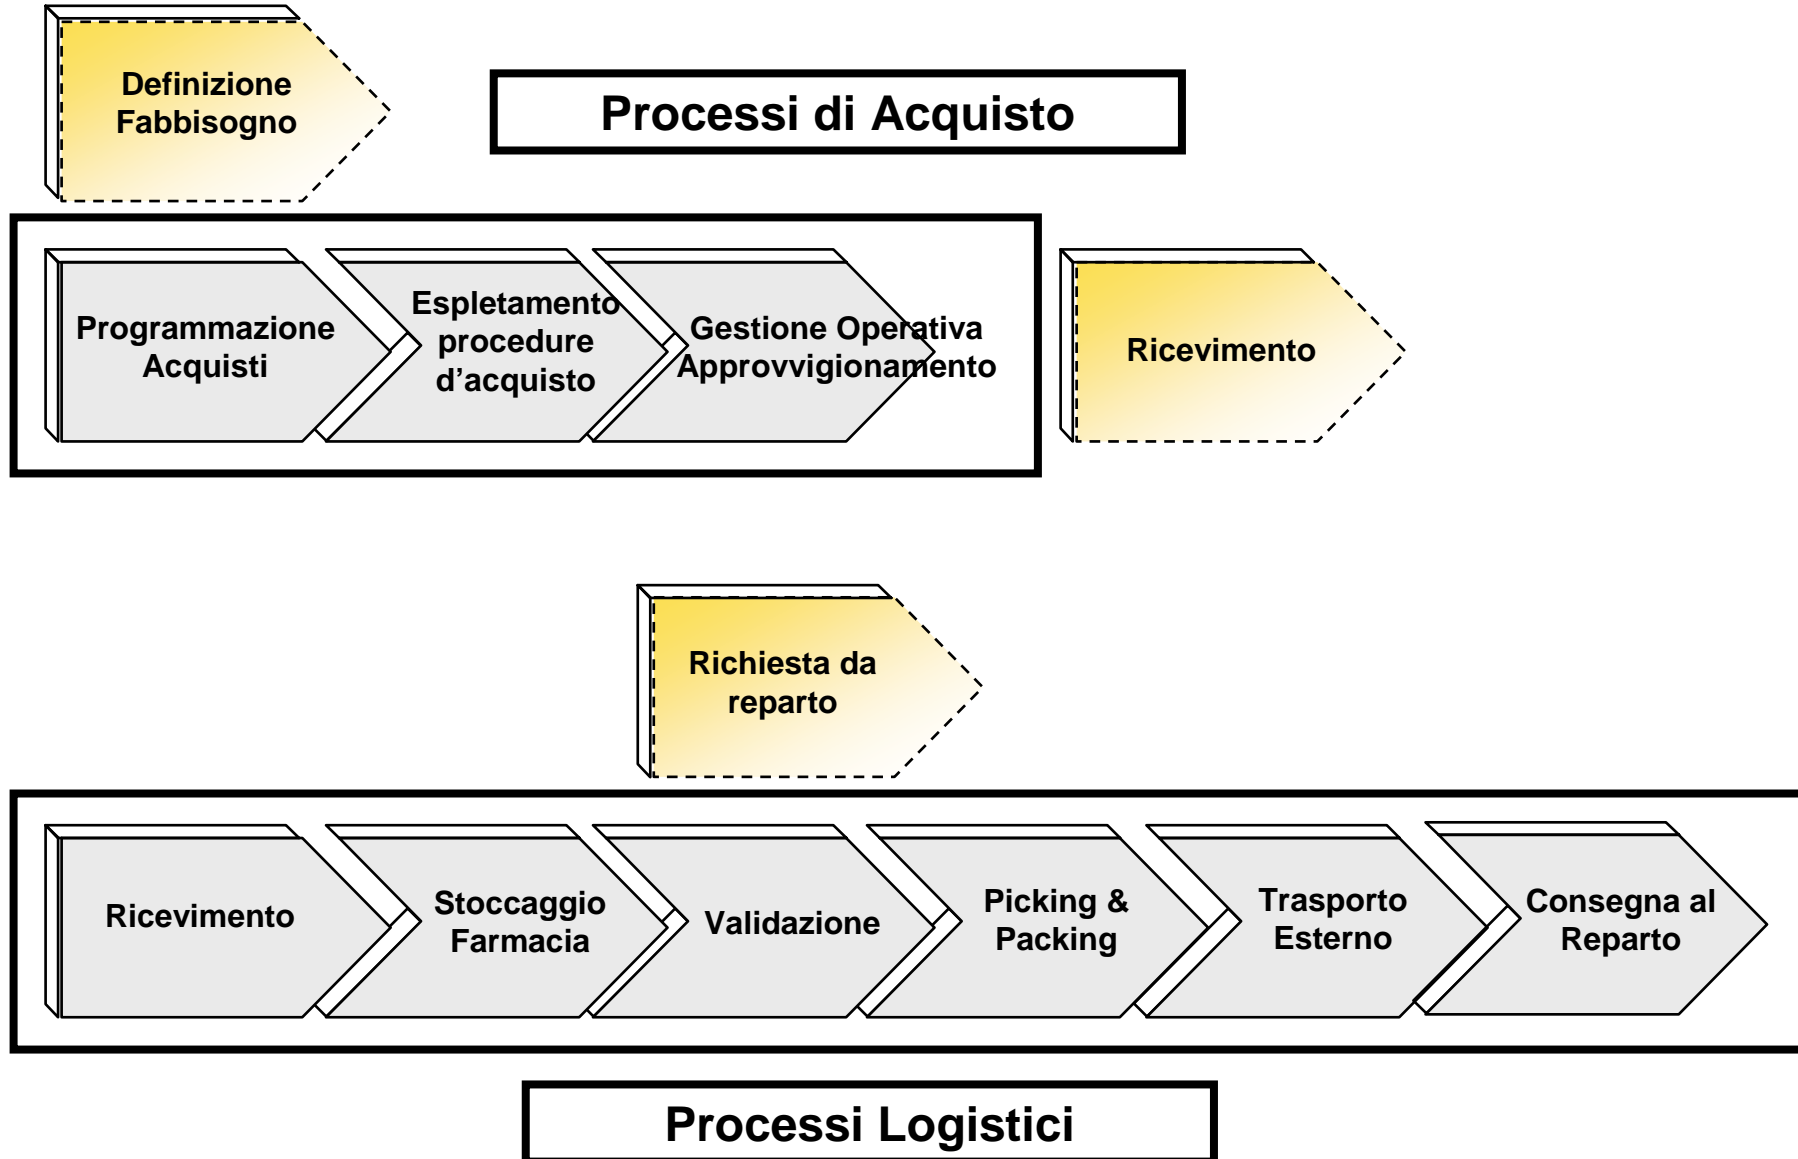 Definizione
Fabbisogno
Processi di Acquisto
Programmazione
Acquisti
Espletamento
procedure
d’acquisto
Gestione Operativa
Approvvigionamento
Ricevimento
Richiesta da
reparto
Ricevimento
Stoccaggio
Farmacia
Validazione
Picking &
Packing
Trasporto
Esterno
Consegna al
Reparto
Processi Logistici